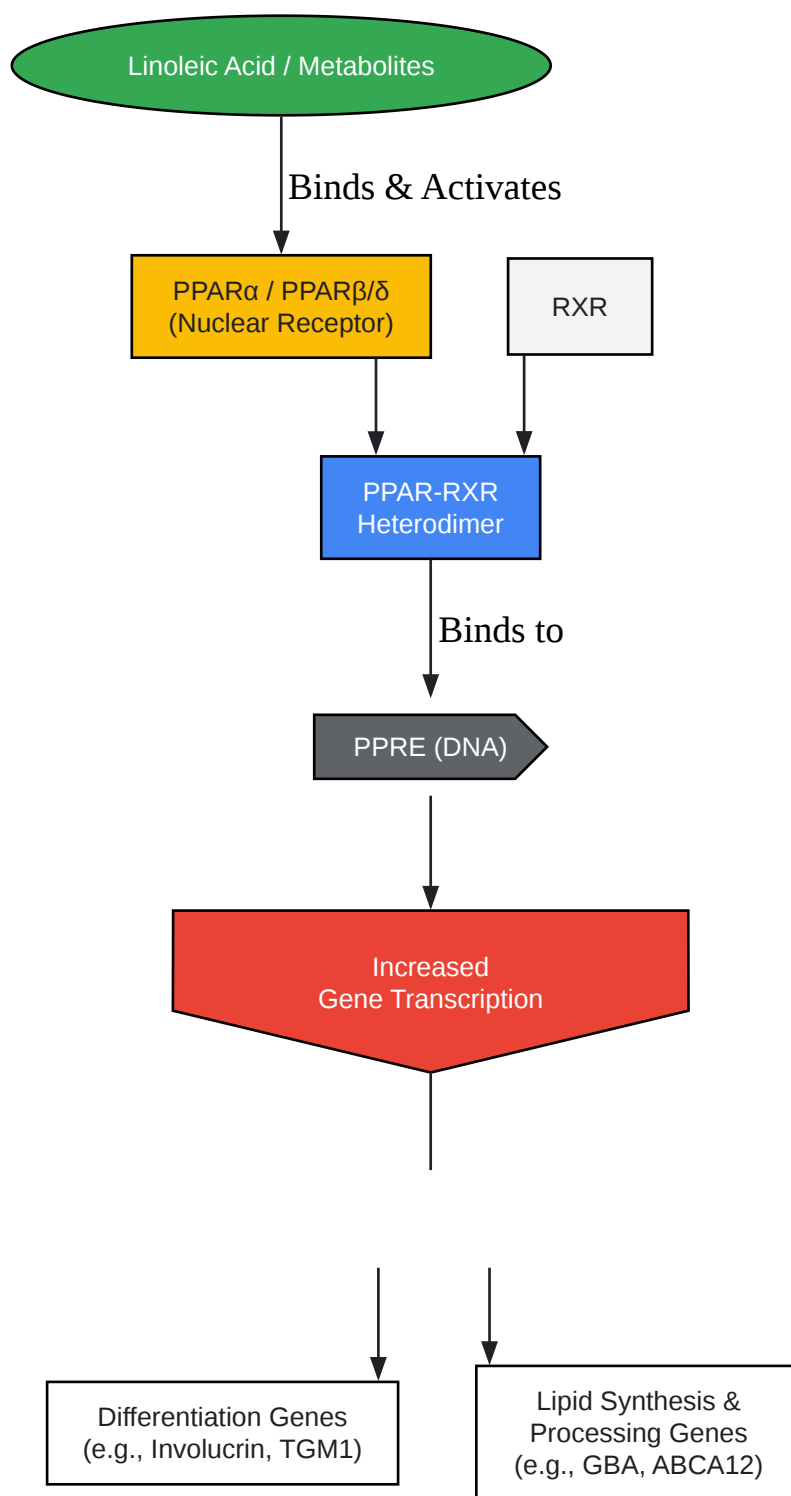 Linoleic Acid / Metabolites
Binds & Activates
PPARα / PPARβ/δ
(Nuclear Receptor)
RXR
PPAR-RXR
Heterodimer
Binds to
PPRE (DNA)
Increased
Gene Transcription
Differentiation Genes
(e.g., Involucrin, TGM1)
Lipid Synthesis &
Processing Genes
(e.g., GBA, ABCA12)